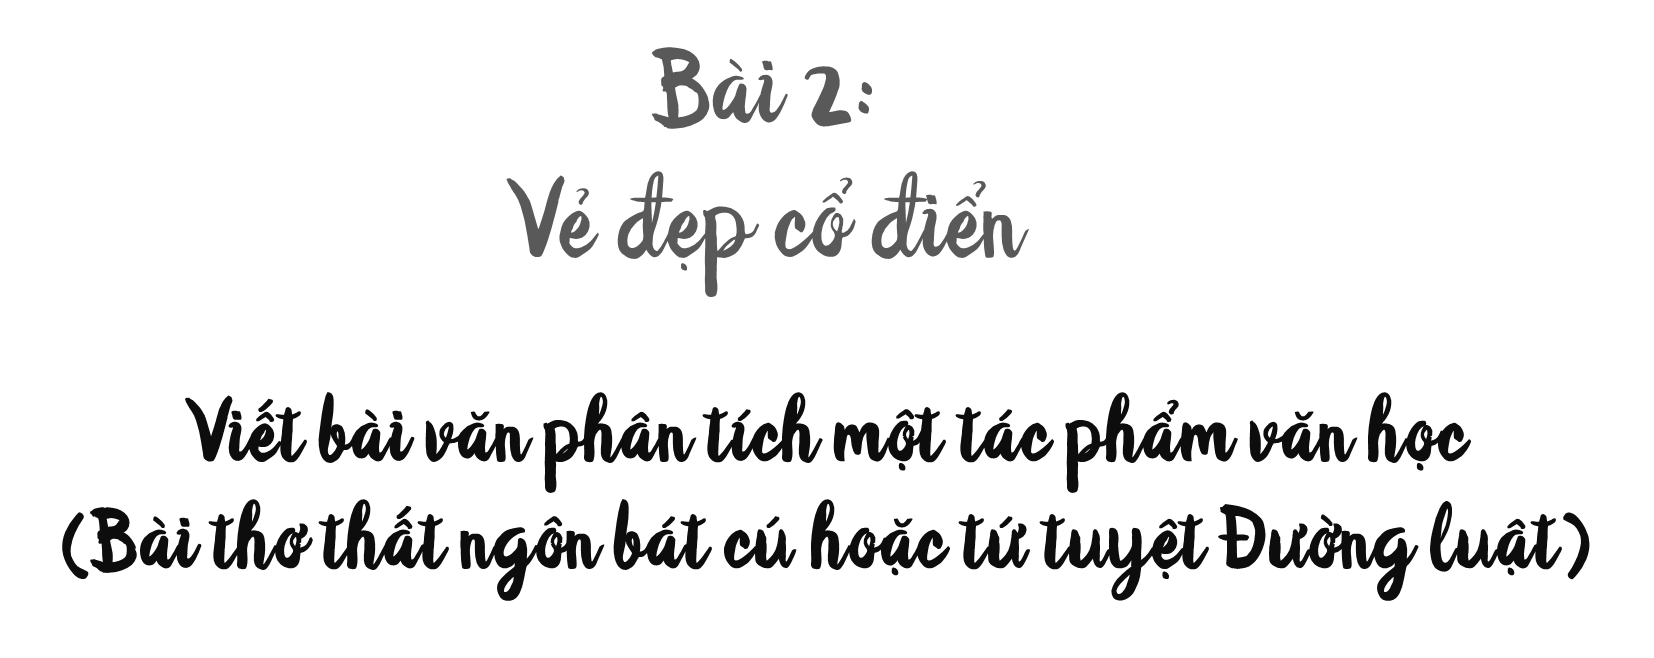 Bài 2:
Vẻ đẹp cổ điển
Viết bài văn phân tích một tác phẩm văn học
(Bài thơ thất ngôn bát cú hoặc tứ tuyệt Đường luật)